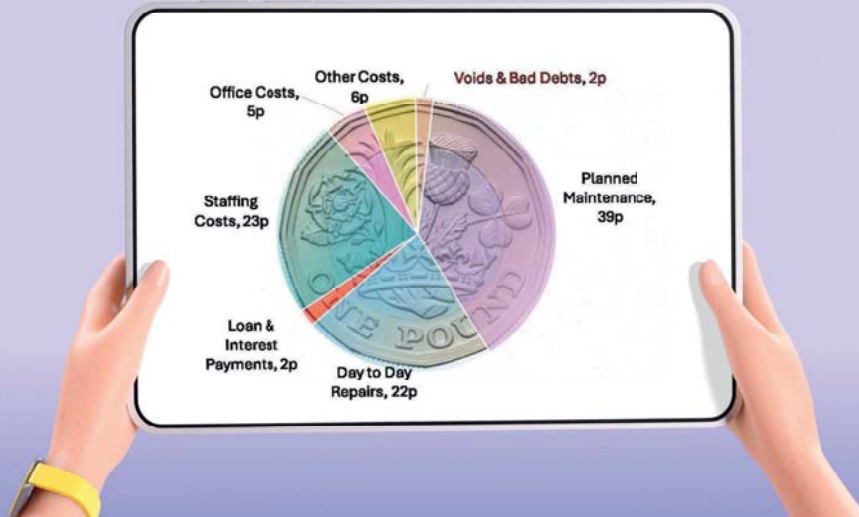 Other Costs,
6p
Voids & Bad Debts, 2p
Office Costs,
5p
Planned
Maintenance,
39p
Staffing
Costs, 23p
ONE POUND
Loan &
Interest
Payments, 2p
Day to Day
Repairs, 22p